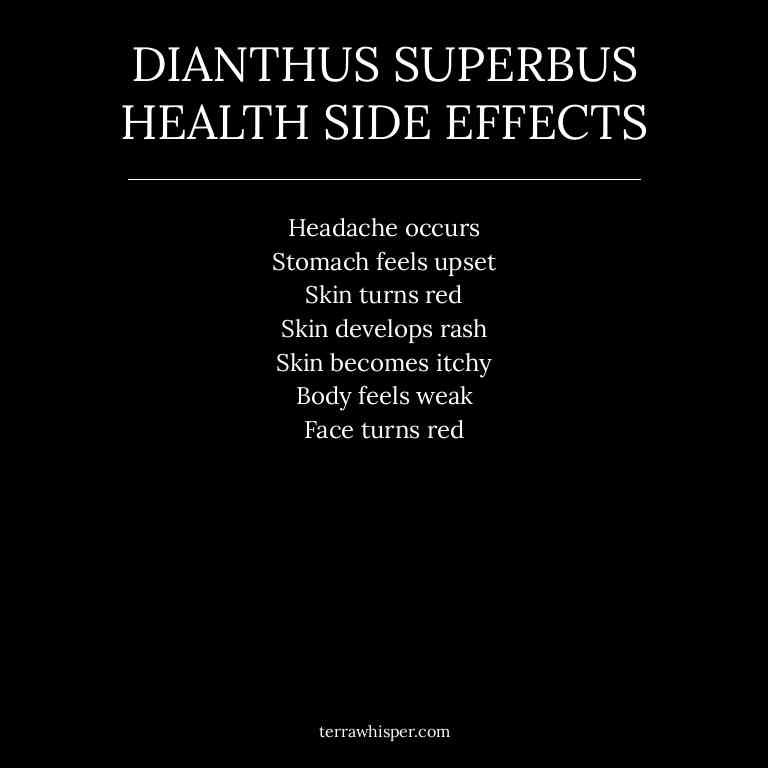 DIANTHUS SUPERBUS
HEALTH SIDE EFFECTS
Headache occurs
Stomach feels upset
Skin turns red
Skin develops rash
Skin becomes itchy
Body feels weak
Face turns red
terrawhisper.com